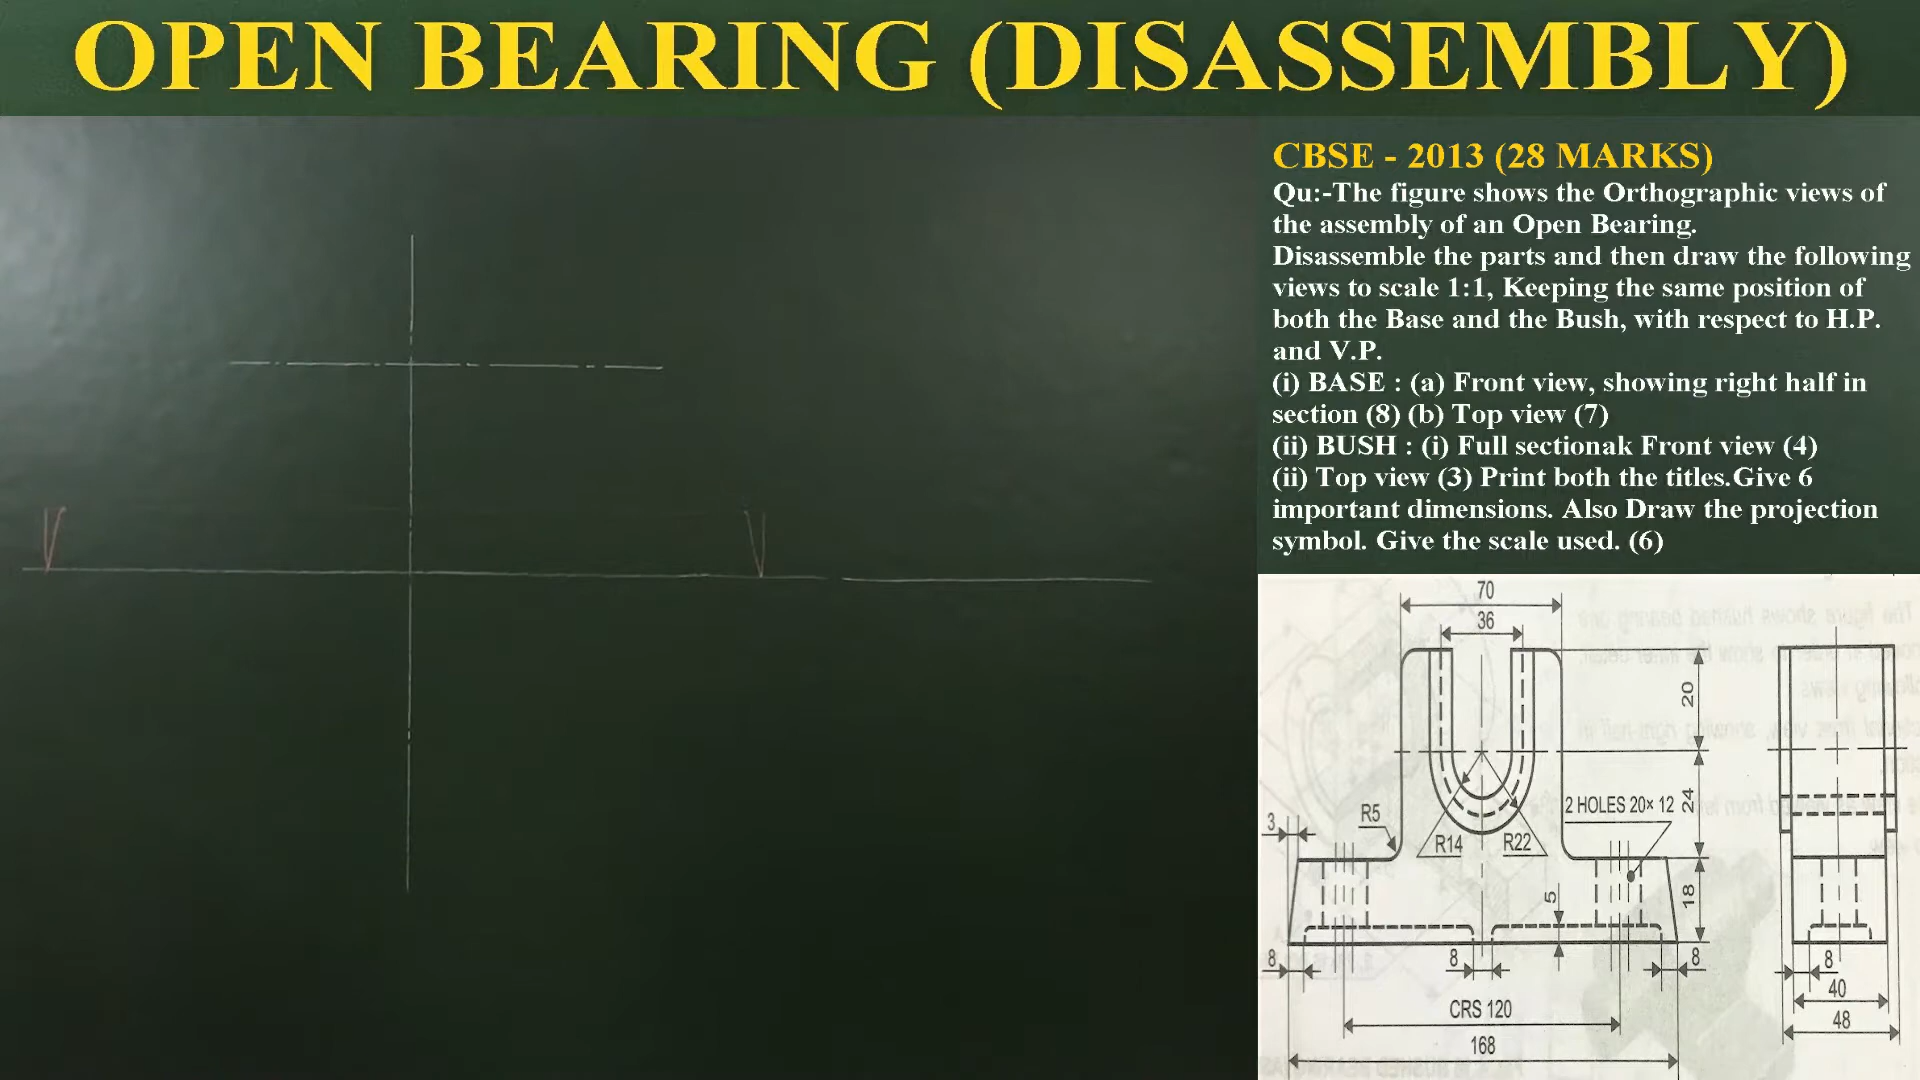 OPEN BEARING (DISASSEMBLY)
CBSE - 2013 (28 MARKS)
Qu:-The figure shows the Orthographic views of
the assembly of an Open Bearing.
Disassemble the parts and then draw the following
views to scale 1:1, Keeping the same position of
both the Base and the Bush, with respect to H.P.
and V.P.
(i) BASE : (a) Front view, showing right half in
section (8) (b) Top view (7)
(ii) BUSH : (i) Full sectionak Front view (4)
(ii) Top view (3) Print both the titles.Give 6
important dimensions. Also Draw the projection
symbol. Give the scale used. (6)
70
36
20
24
2 HOLES 20× 12
R5
3
R14
R22
18
5
8
8
8
8
40
CRS 120
48
168